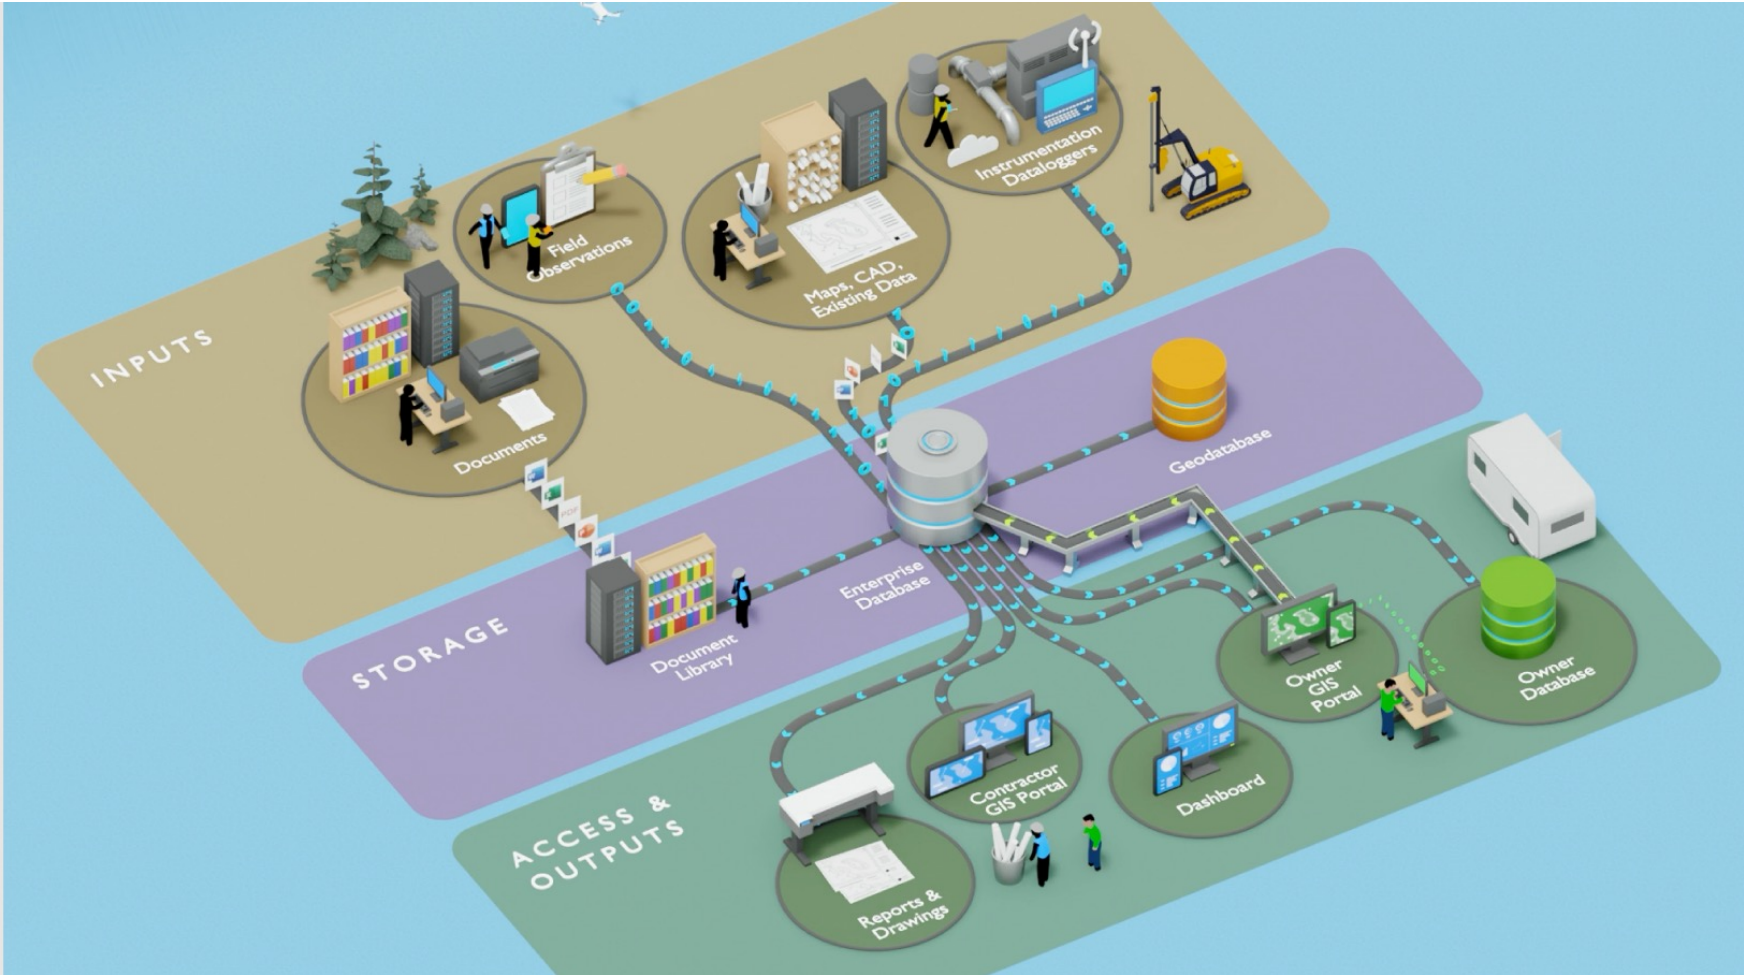 INPUTS
Field
Observations
Maps, CAD,
Existing Data
Instrumentation
Dataloggers
Documents
PDF
STORAGE
Document
Library
Enterprise
Database
Geodatabase
ACCESS &
OUTPUTS
Reports &
Drawings
Contractor
GIS Portal
Dashboard
Owner
GIS
Portal
Owner
Database